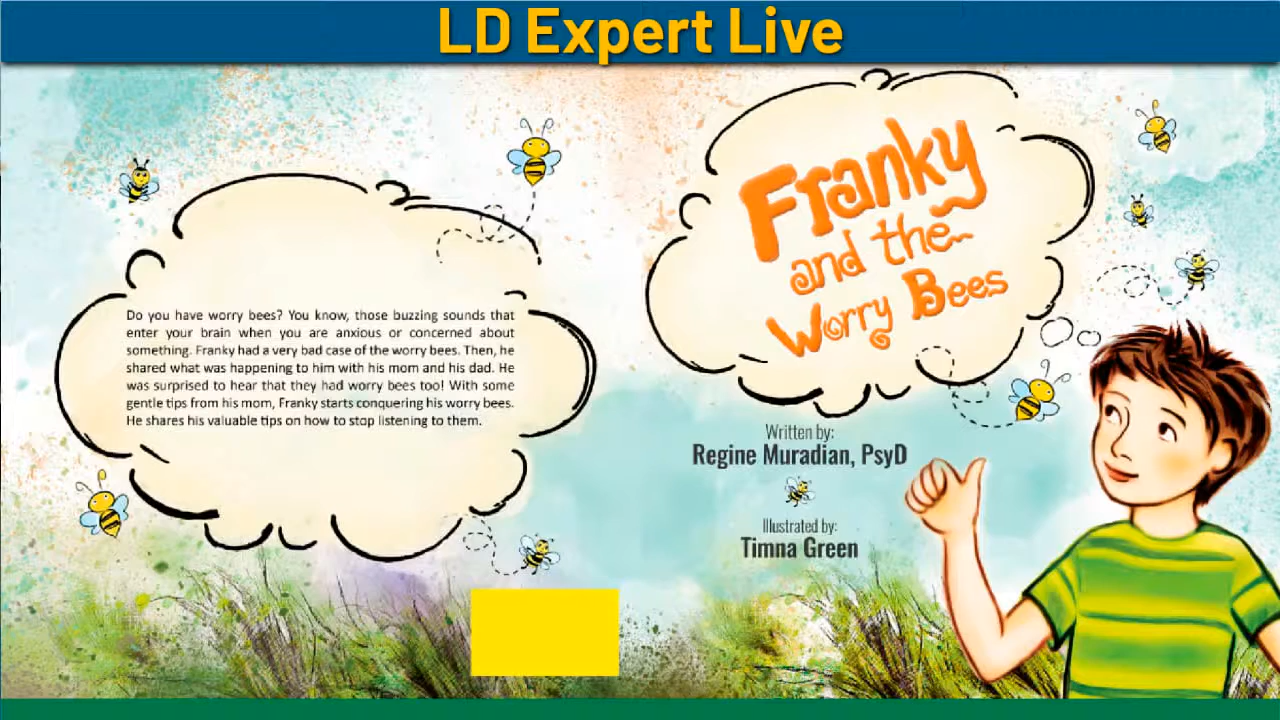 LD Expert Live
Do you have worry bees? You know, those buzzing sounds that
enter your brain when you are anxious or concerned about
something. Franky had a very bad case of the worry bees. Then, he
shared what was happening to him with his mom and his dad. He
was surprised to hear that they had worry bees too! With some
gentle tips from his mom, Franky starts conquering his worry bees.
He shares his valuable tips on how to stop listening to them.
Franky
and the
Worry Bees
Written by:
Regine Muradian, PsyD
Illustrated by:
Timna Green